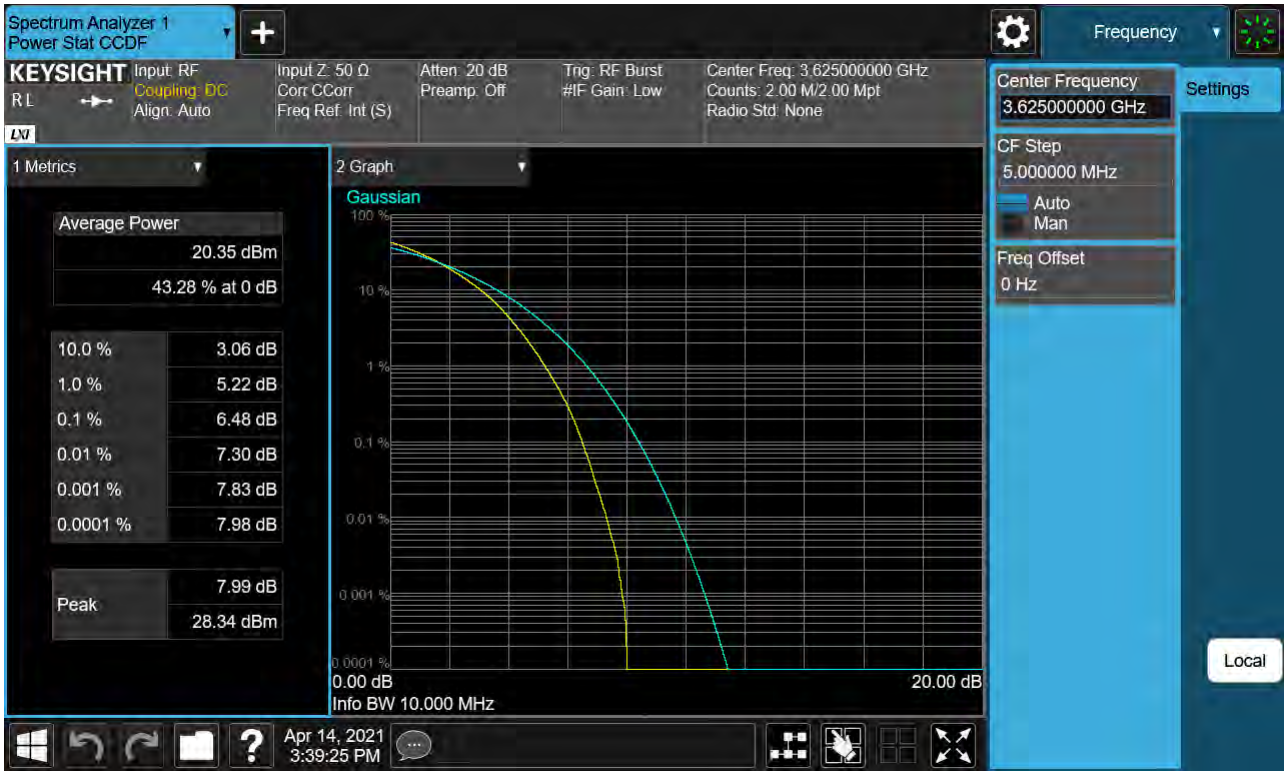 Spectrum Analyzer 1
Power Stat CCDF
+
Frequency
KEYSIGHT
R L
LXI
Input: RF
Coupling: DC
Align: Auto
Input Z: 50 Ω
Corr CCorr
Freq Ref: Int (S)
Atten: 20 dB
Preamp: Off
Trig: RF Burst
#IF Gain: Low
Center Freq: 3.625000000 GHz
Counts: 2.00 M/2.00 Mpt
Radio Std: None
Center Frequency
3.625000000 GHz
Settings
CF Step
5.000000 MHz
Auto
Man
Freq Offset
0 Hz
1 Metrics
Average Power
20.35 dBm
43.28 % at 0 dB
10.0 % 3.06 dB
1.0 % 5.22 dB
0.1 % 6.48 dB
0.01 % 7.30 dB
0.001 % 7.83 dB
0.0001 % 7.98 dB
Peak
7.99 dB
28.34 dBm
2 Graph
Gaussian
100 %
10 %
1 %
0.1 %
0.01 %
0.001 %
0.0001 %
0.00 dB 20.00 dB
Info BW 10.000 MHz
Local
?
Apr 14, 2021
3:39:25 PM